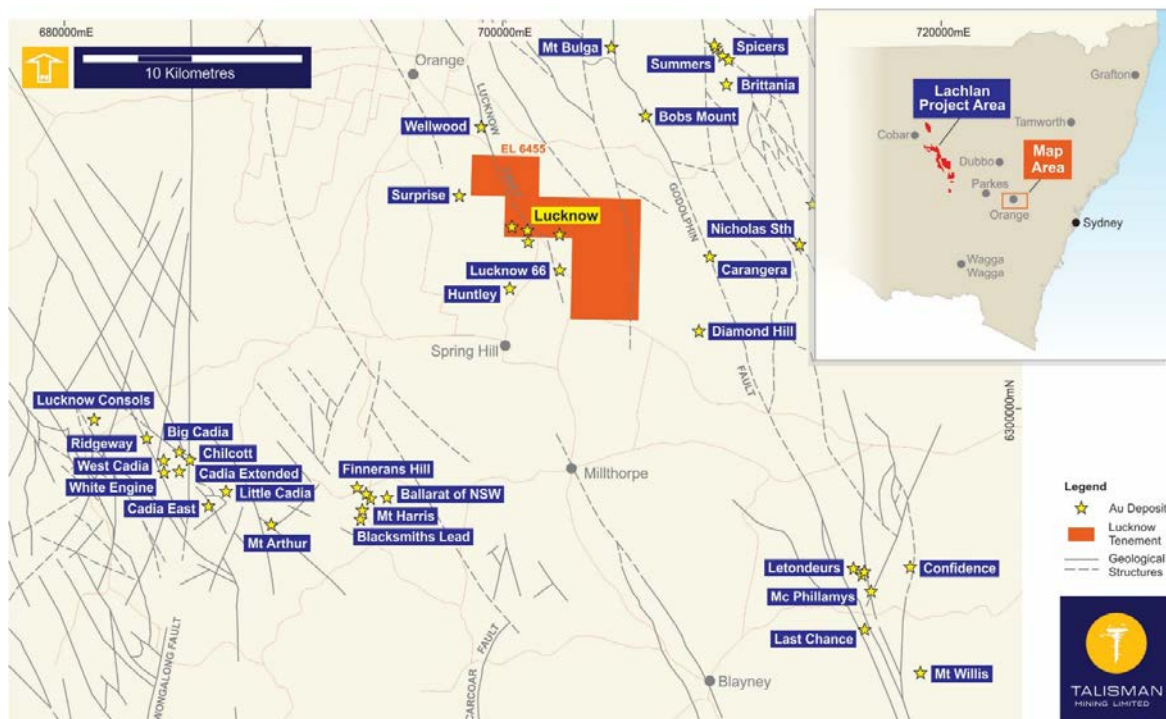 680000mE
700000mE
720000mE
10 Kilometres
Orange
Mt Bulga
Spicers
Summers
Brittania
Bobs Mount
LUCKNOW
Wellwood
EL 6455
Surprise
Lucknow
GODOLPHIN
Nicholas Sth
Lucknow 66
Carangera
Huntley
Diamond Hill
Spring Hill
FAULT
Lucknow Consols
Big Cadia
Ridgeway
Chilcott
West Cadia
Cadia Extended
White Engine
Little Cadia
Cadia East
Mt Arthur
Finnerans Hill
Ballarat of NSW
Mt Harris
Blacksmiths Lead
Millthorpe
6300000mN
Letondeurs
Confidence
Mc Phillamys
Last Chance
Mt Willis
Blayney
WONGALONG FAULT
CARCOAR FAULT
Grafton
Lachlan
Project Area
Tamworth
Cobar
Dubbo
Map
Area
Parkes
Orange
Sydney
Wagga
Wagga
Legend
Au Deposit
Lucknow
Tenement
Geological
Structures
TALISMAN
MINING LIMITED